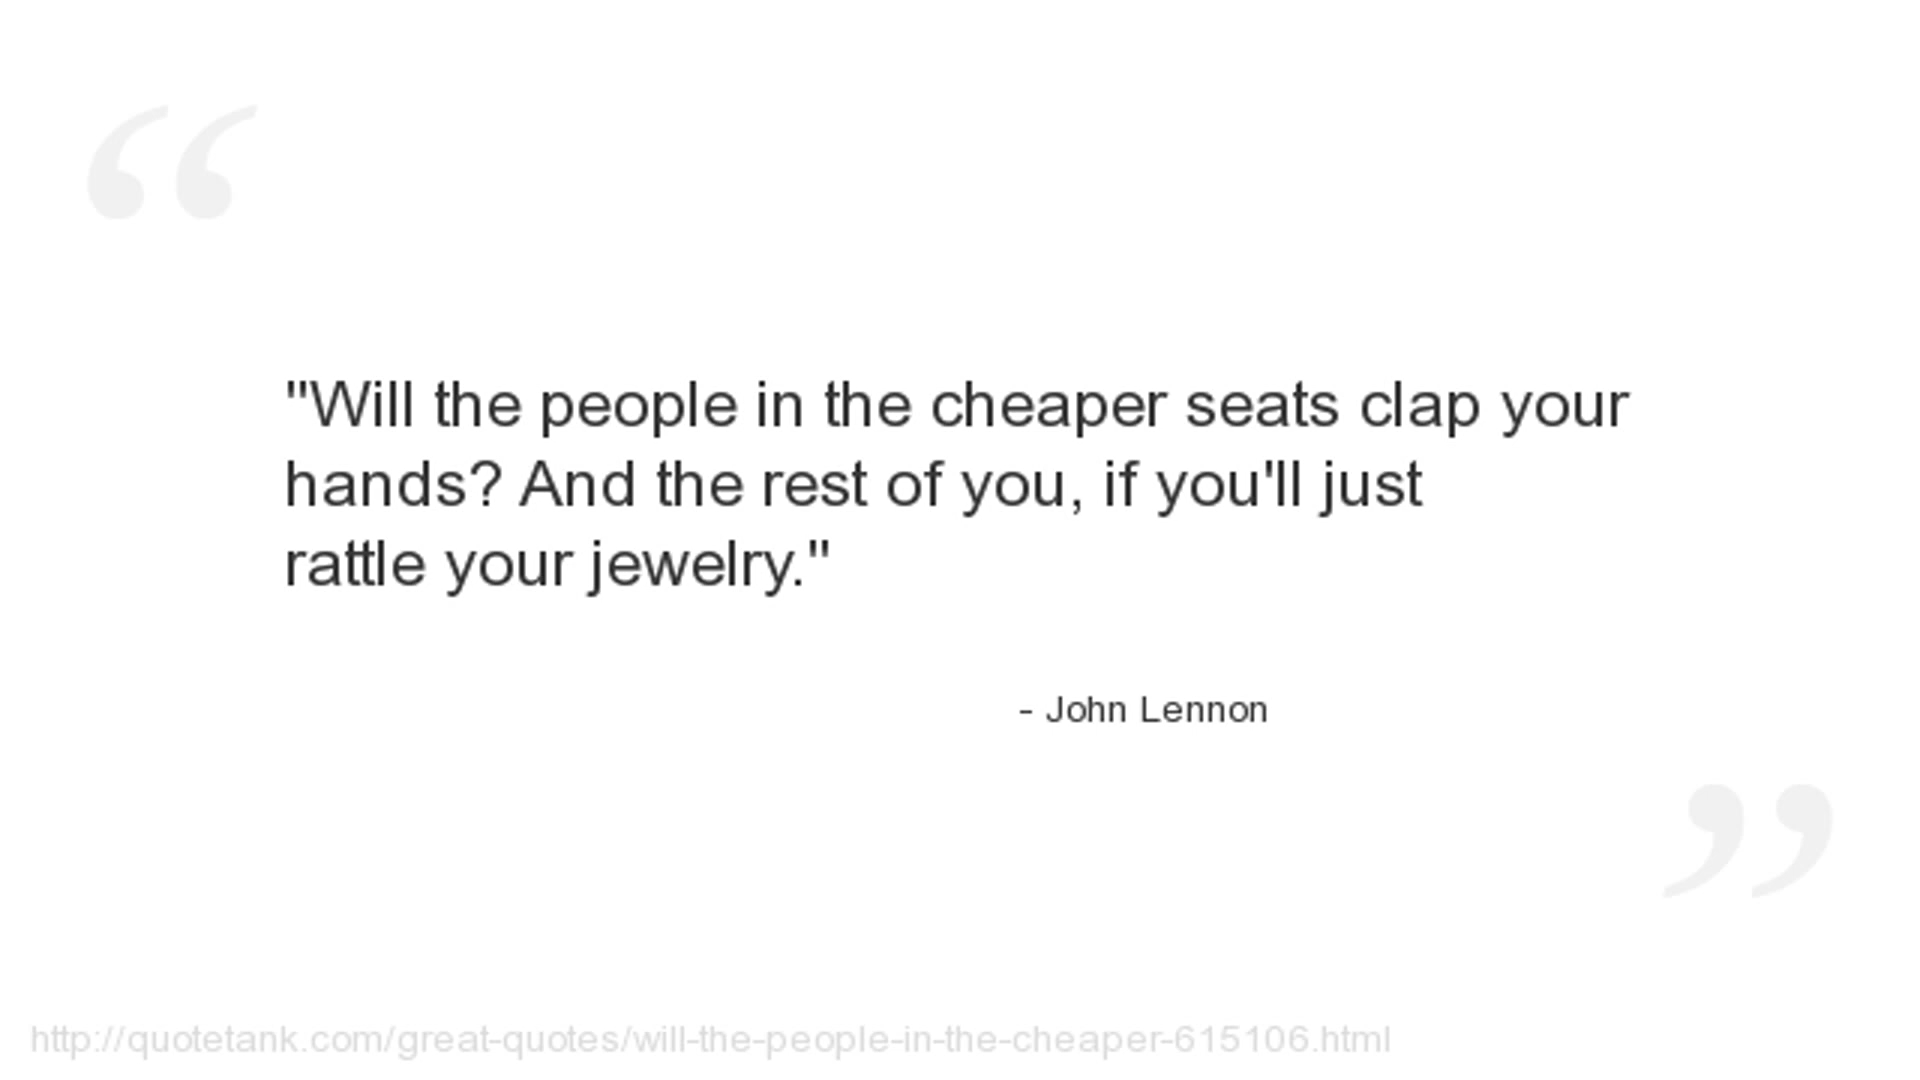 "Will the people in the cheaper seats clap your
hands? And the rest of you, if you'll just
rattle your jewelry."
- John Lennon
http://quotetank.com/great-quotes/will-the-people-in-the-cheaper-615106.html